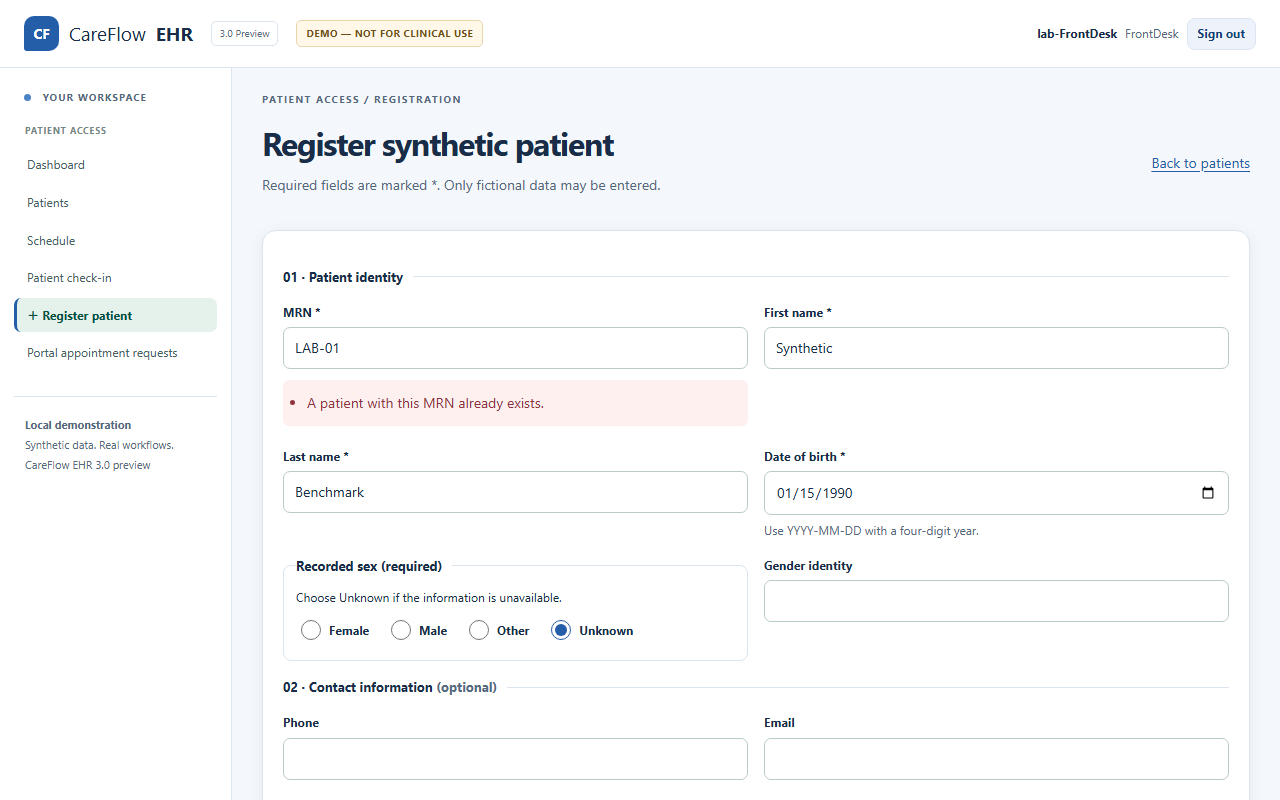 CF CareFlow EHR 3.0 Preview DEMO — NOT FOR CLINICAL USE lab-FrontDesk FrontDesk Sign out
YOUR WORKSPACE
PATIENT ACCESS
Dashboard
Patients
Schedule
Patient check-in
+ Register patient
Portal appointment requests
Local demonstration
Synthetic data. Real workflows.
CareFlow EHR 3.0 preview
PATIENT ACCESS / REGISTRATION
Register synthetic patient
Required fields are marked *. Only fictional data may be entered.
Back to patients
01 · Patient identity
MRN *
LAB-01
A patient with this MRN already exists.
First name *
Synthetic
Last name *
Benchmark
Date of birth *
01/15/1990
Use YYYY-MM-DD with a four-digit year.
Recorded sex (required)
Choose Unknown if the information is unavailable.
Female Male Other Unknown
Gender identity
02 · Contact information (optional)
Phone
Email